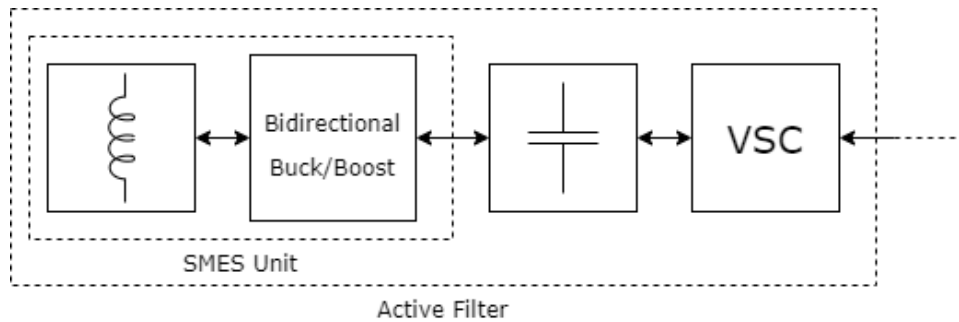 Bidirectional
Buck/Boost
VSC
SMES Unit
Active Filter